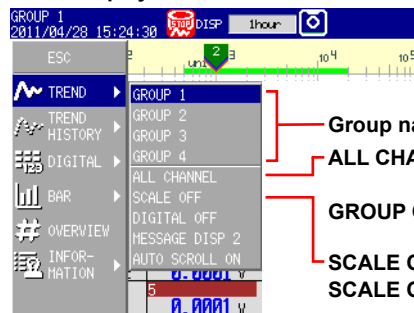 GROUP 1
2011/04/28 15:24:30 STOP DISP 1hour
ESC
2
uni
10⁴
10⁵
TREND
GROUP 1
TREND
HISTORY
GROUP 2
GROUP 3
DIGITAL
GROUP 4
ALL CHANNEL
BAR
SCALE OFF
DIGITAL OFF
OVERVIEW
MESSAGE DISP 2
INFOR-
MATION
AUTO SCROLL ON
0.0001 V
5
0.0001 V
Group na
ALL CHA
GROUP
SCALE O
SCALE O